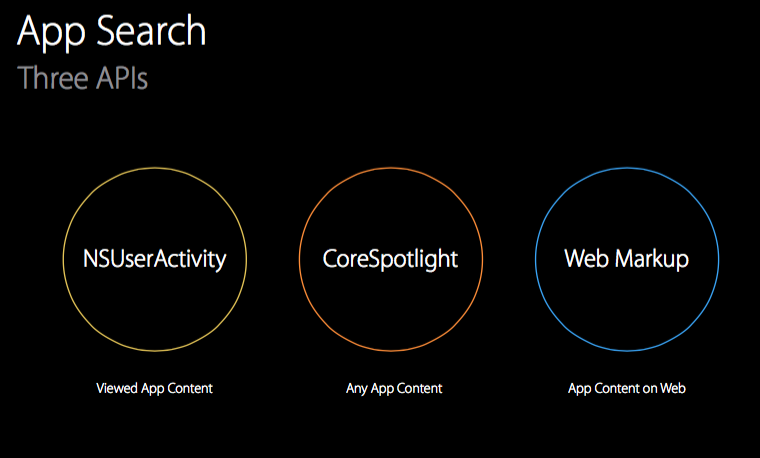 App Search
Three APIs
NSUserActivity
CoreSpotlight
Web Markup
Viewed App Content
Any App Content
App Content on Web